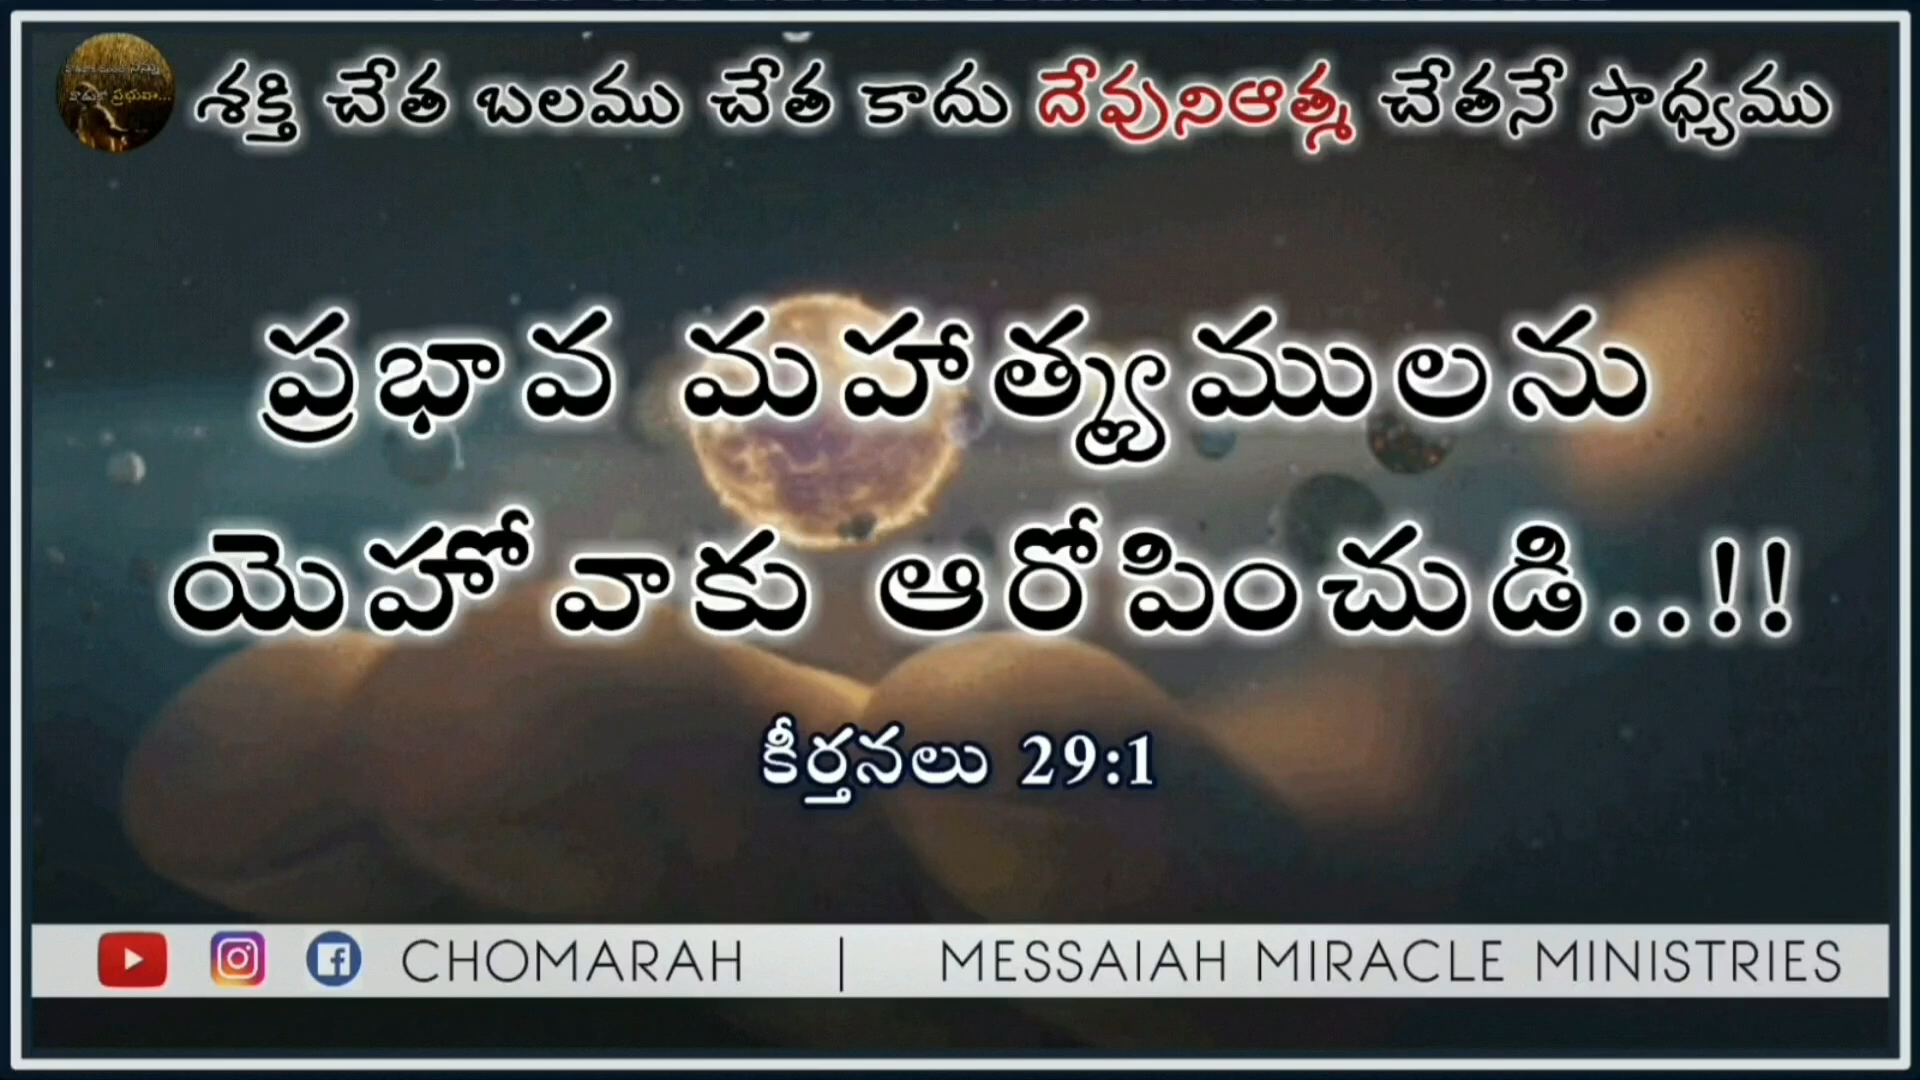 శక్తి చేత బలము చేత కాదు దేవునిఆత్మ చేతనే సాధ్యము
ప్రభావ మహాత్మ్యములను
యెహోవాకు ఆరోపించుడి..!!
కీర్తనలు 29:1
CHOMARAH | MESSAIAH MIRACLE MINISTRIES